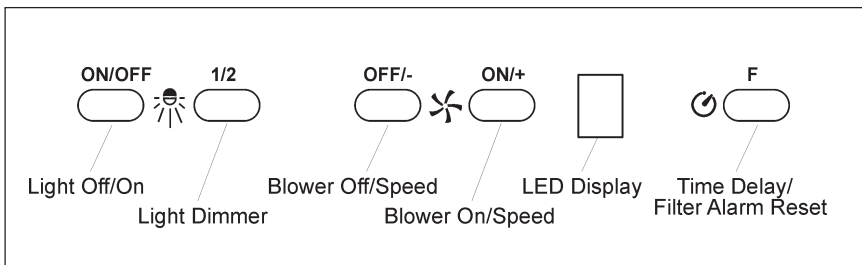 ON/OFF 1/2 OFF/- ON/+ F
Light Off/On Blower Off/Speed LED Display Time Delay/
Light Dimmer Blower On/Speed Filter Alarm Reset